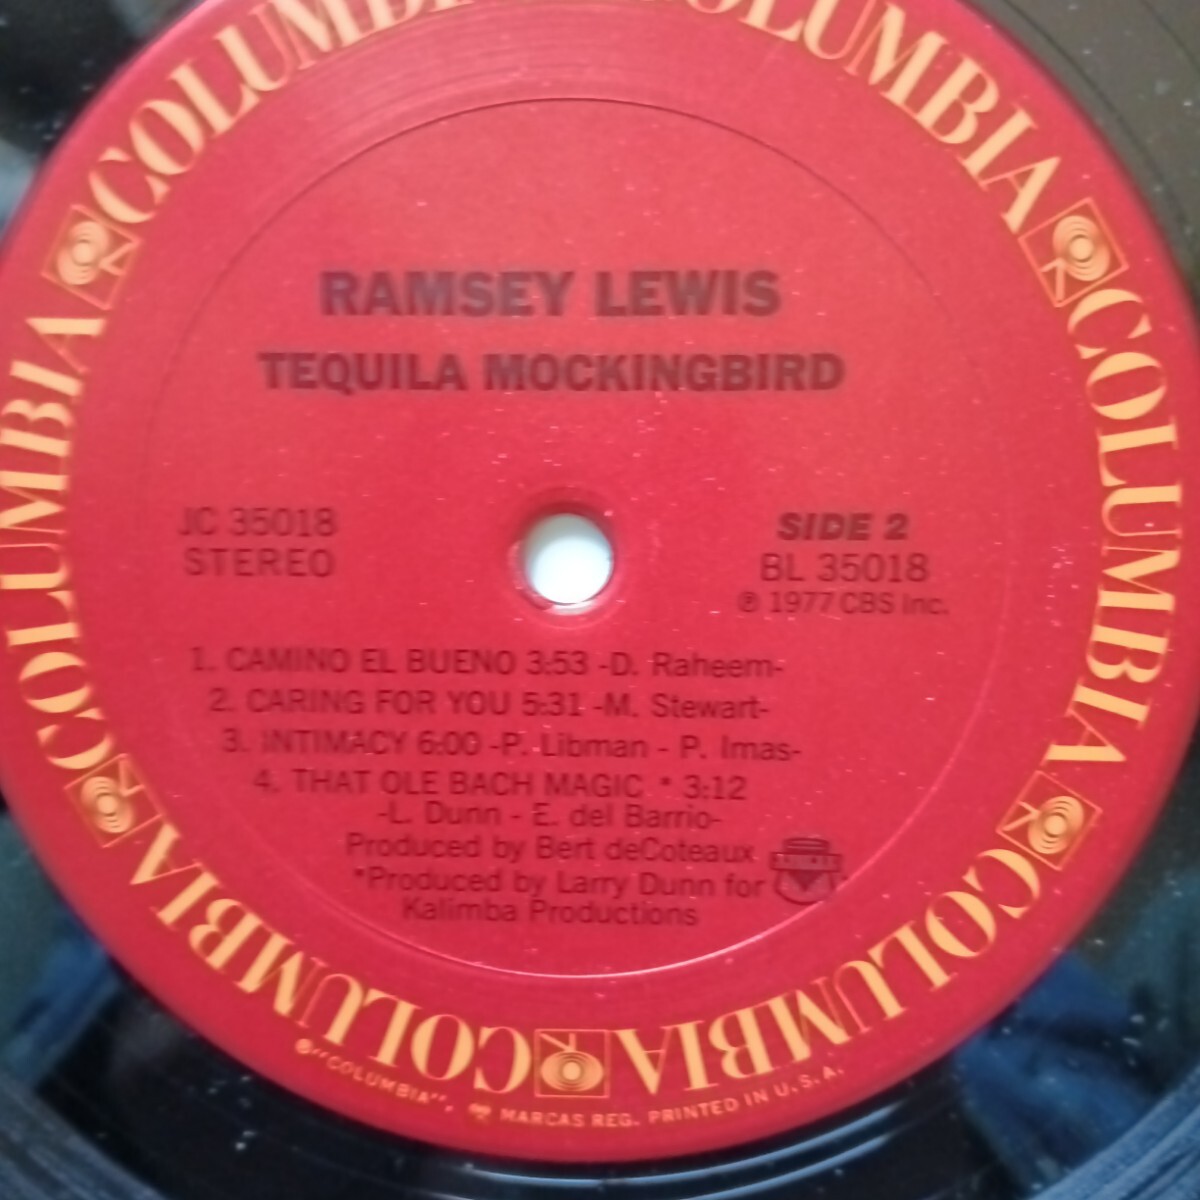 COLUMBIA COLUMBIA COLUMBIA COLUMBIA COLUMBIA COLUMBIA COLUMBIA COLUMBIA
RAMSEY LEWIS
TEQUILA MOCKINGBIRD
JC 35018
STEREO
SIDE 2
BL 35018
℗ 1977 CBS Inc.
1. CAMINO EL BUENO 3:53 -D. Raheem-
2. CARING FOR YOU 5:31 -M. Stewart-
3. INTIMACY 6:00 -P. Libman - P. Imas-
4. THAT OLE BACH MAGIC * 3:12
-L. Dunn - E. del Barrio-
Produced by Bert deCoteaux
*Produced by Larry Dunn for
Kalimba Productions
"COLUMBIA", MARCAS REG. PRINTED IN U.S.A.